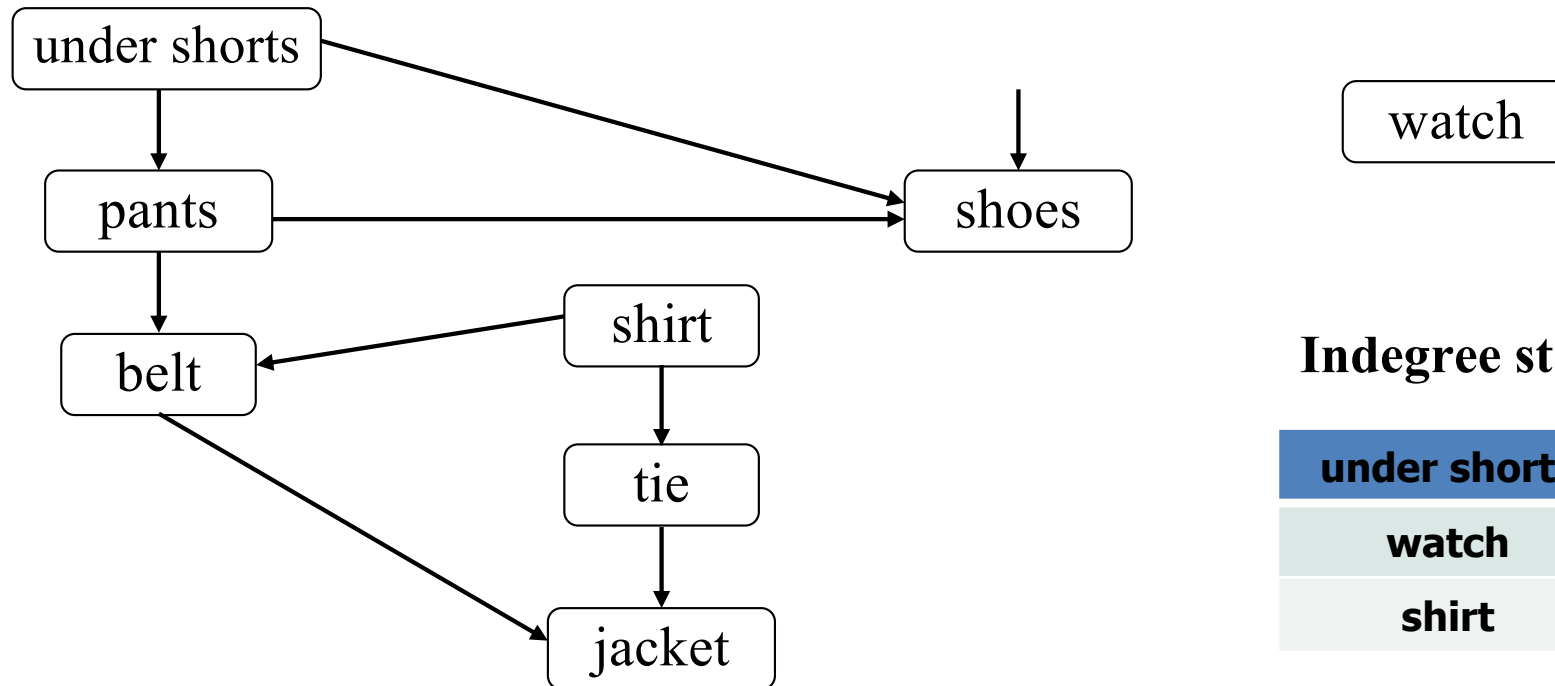 under shorts
watch
pants
shoes
shirt
belt
Indegree st
tie
under short
watch
shirt
jacket